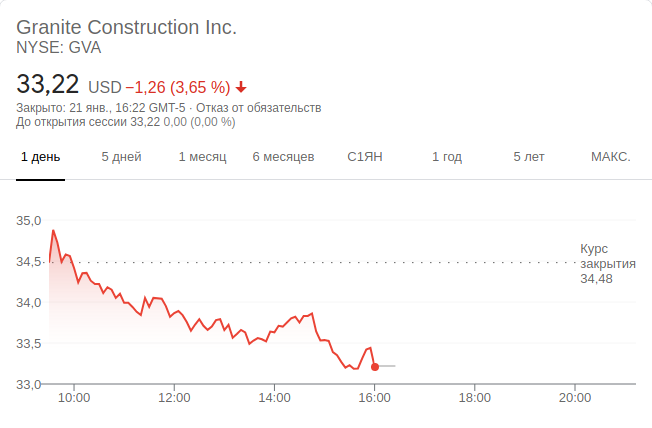 Granite Construction Inc.
NYSE: GVA
33,22 USD −1,26 (3,65 %)
Закрыто: 21 янв., 16:22 GMT-5 · Отказ от обязательств
До открытия сессии 33,22 0,00 (0,00 %)
1 день 5 дней 1 месяц 6 месяцев С1ЯН 1 год 5 лет МАКС.
35,0
34.5
34.0
33.5
33,0
Курс
закрытия
34,48
10:00 12:00 14:00 16:00 18:00 20:00